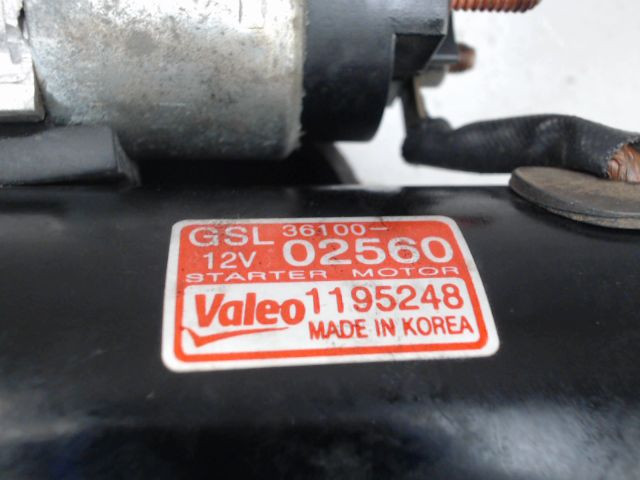 GSL 36100-
12V 02560
STARTER MOTOR
Valeo 1195248
MADE IN KOREA